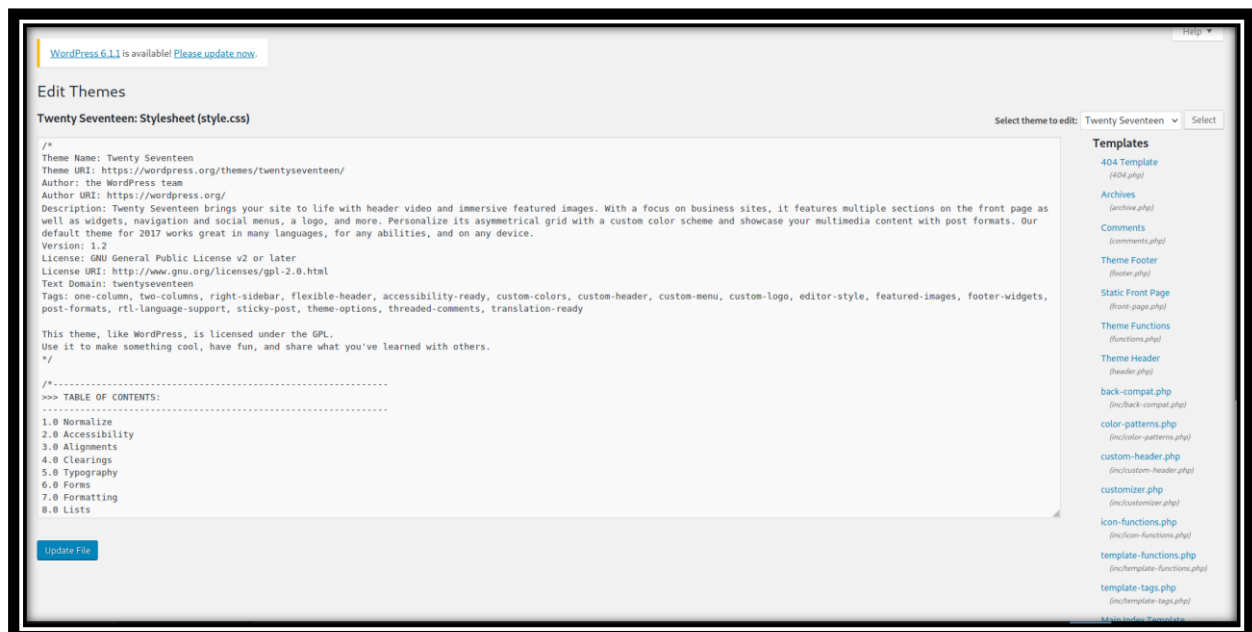 Help ▼
WordPress 6.1.1 is available! Please update now.
Edit Themes
Twenty Seventeen: Stylesheet (style.css)
Select theme to edit: Twenty Seventeen Select
/*
Theme Name: Twenty Seventeen
Theme URI: https://wordpress.org/themes/twentyseventeen/
Author: the WordPress team
Author URI: https://wordpress.org/
Description: Twenty Seventeen brings your site to life with header video and immersive featured images. With a focus on business sites, it features multiple sections on the front page as
well as widgets, navigation and social menus, a logo, and more. Personalize its asymmetrical grid with a custom color scheme and showcase your multimedia content with post formats. Our
default theme for 2017 works great in many languages, for any abilities, and on any device.
Version: 1.2
License: GNU General Public License v2 or later
License URI: http://www.gnu.org/licenses/gpl-2.0.html
Text Domain: twentyseventeen
Tags: one-column, two-columns, right-sidebar, flexible-header, accessibility-ready, custom-colors, custom-header, custom-menu, custom-logo, editor-style, featured-images, footer-widgets,
post-formats, rtl-language-support, sticky-post, theme-options, threaded-comments, translation-ready
This theme, like WordPress, is licensed under the GPL.
Use it to make something cool, have fun, and share what you've learned with others.
*/
/*--------------------------------------------------------------
>>> TABLE OF CONTENTS:
----------------------------------------------------------------
1.0 Normalize
2.0 Accessibility
3.0 Alignments
4.0 Clearings
5.0 Typography
6.0 Forms
7.0 Formatting
8.0 Lists
Update File
Templates
404 Template
(404.php)
Archives
(archive.php)
Comments
(comments.php)
Theme Footer
(footer.php)
Static Front Page
(front-page.php)
Theme Functions
(functions.php)
Theme Header
(header.php)
back-compat.php
(inc/back-compat.php)
color-patterns.php
(inc/color-patterns.php)
custom-header.php
(inc/custom-header.php)
customizer.php
(inc/customizer.php)
icon-functions.php
(inc/icon-functions.php)
template-functions.php
(inc/template-functions.php)
template-tags.php
(inc/template-tags.php)
Main Index Template